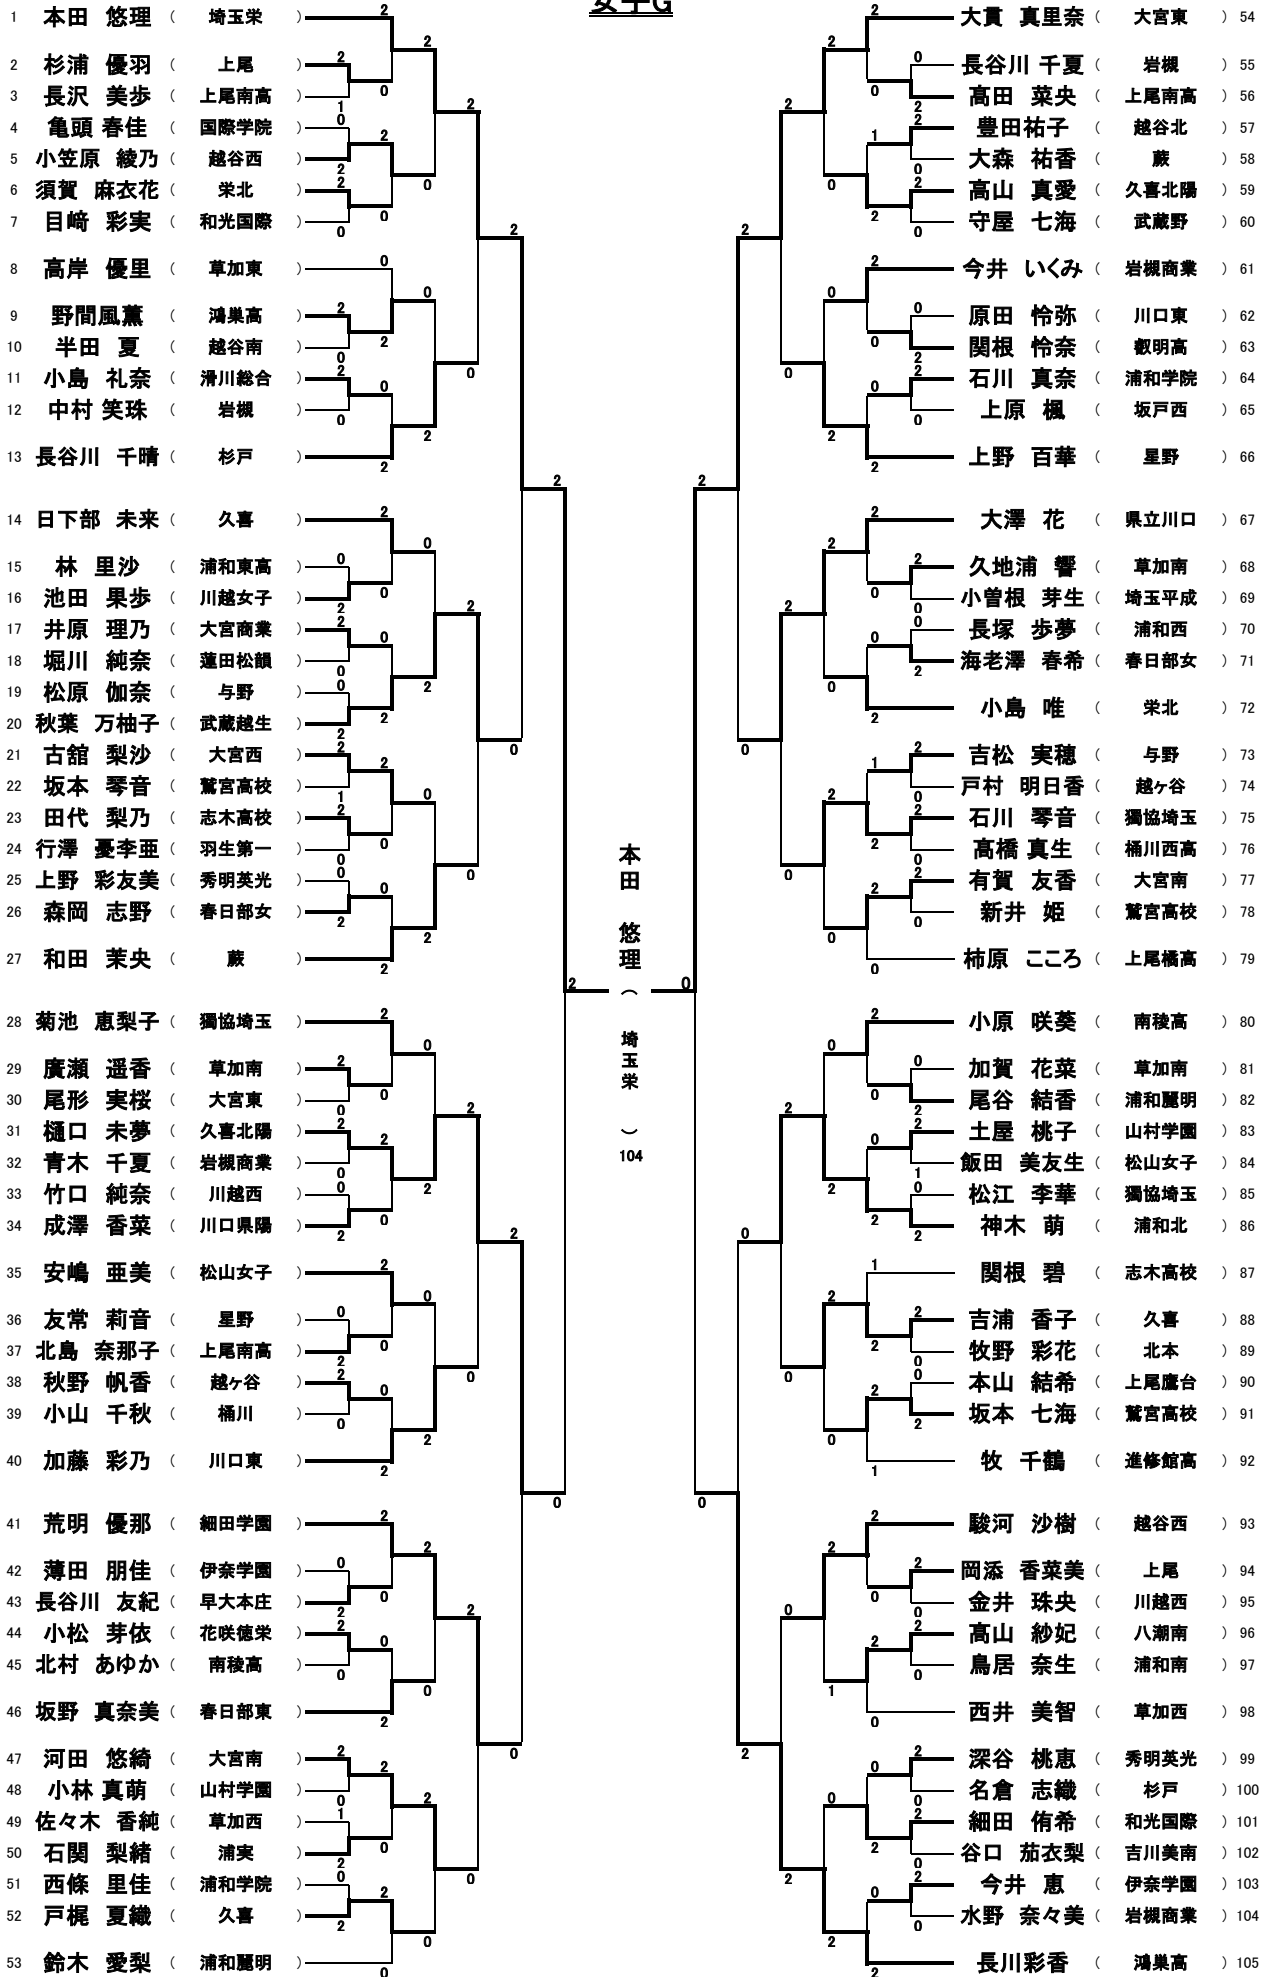 女子G
1 本田 悠理 ( 埼玉栄 )
2 杉浦 優羽 ( 上尾 )
3 長沢 美歩 ( 上尾南高 )
4 亀頭 春佳 ( 国際学院 )
5 小笠原 綾乃 ( 越谷西 )
6 須賀 麻衣花 ( 栄北 )
7 目﨑 彩実 ( 和光国際 )
8 高岸 優里 ( 草加東 )
9 野間風薫 ( 鴻巣高 )
10 半田 夏 ( 越谷南 )
11 小島 礼奈 ( 滑川総合 )
12 中村 笑珠 ( 岩槻 )
13 長谷川 千晴 ( 杉戸 )
14 日下部 未来 ( 久喜 )
15 林 里沙 ( 浦和東高 )
16 池田 果歩 ( 川越女子 )
17 井原 理乃 ( 大宮商業 )
18 堀川 純奈 ( 蓮田松韻 )
19 松原 伽奈 ( 与野 )
20 秋葉 万柚子 ( 武蔵越生 )
21 古舘 梨沙 ( 大宮西 )
22 坂本 琴音 ( 鷲宮高校 )
23 田代 梨乃 ( 志木高校 )
24 行澤 憂李亜 ( 羽生第一 )
25 上野 彩友美 ( 秀明英光 )
26 森岡 志野 ( 春日部女 )
27 和田 茉央 ( 蕨 )
28 菊池 恵梨子 ( 獨協埼玉 )
29 廣瀬 遥香 ( 草加南 )
30 尾形 実桜 ( 大宮東 )
31 樋口 未夢 ( 久喜北陽 )
32 青木 千夏 ( 岩槻商業 )
33 竹口 純奈 ( 川越西 )
34 成澤 香菜 ( 川口県陽 )
35 安嶋 亜美 ( 松山女子 )
36 友常 莉音 ( 星野 )
37 北島 奈那子 ( 上尾南高 )
38 秋野 帆香 ( 越ヶ谷 )
39 小山 千秋 ( 桶川 )
40 加藤 彩乃 ( 川口東 )
41 荒明 優那 ( 細田学園 )
42 薄田 朋佳 ( 伊奈学園 )
43 長谷川 友紀 ( 早大本庄 )
44 小松 芽依 ( 花咲徳栄 )
45 北村 あゆか ( 南稜高 )
46 坂野 真奈美 ( 春日部東 )
47 河田 悠綺 ( 大宮南 )
48 小林 真萌 ( 山村学園 )
49 佐々木 香純 ( 草加西 )
50 石関 梨緒 ( 浦実 )
51 西條 里佳 ( 浦和学院 )
52 戸梶 夏織 ( 久喜 )
53 鈴木 愛梨 ( 浦和麗明 )
本田 悠理 ( 埼玉栄 ) 104
大貫 真里奈 ( 大宮東 ) 54
長谷川 千夏 ( 岩槻 ) 55
髙田 菜央 ( 上尾南高 ) 56
豊田祐子 ( 越谷北 ) 57
大森 祐香 ( 蕨 ) 58
高山 真愛 ( 久喜北陽 ) 59
守屋 七海 ( 武蔵野 ) 60
今井 いくみ ( 岩槻商業 ) 61
原田 怜弥 ( 川口東 ) 62
関根 怜奈 ( 叡明高 ) 63
石川 真奈 ( 浦和学院 ) 64
上原 楓 ( 坂戸西 ) 65
上野 百華 ( 星野 ) 66
大澤 花 ( 県立川口 ) 67
久地浦 響 ( 草加南 ) 68
小曽根 芽生 ( 埼玉平成 ) 69
長塚 歩夢 ( 浦和西 ) 70
海老澤 春希 ( 春日部女 ) 71
小島 唯 ( 栄北 ) 72
吉松 実穂 ( 与野 ) 73
戸村 明日香 ( 越ヶ谷 ) 74
石川 琴音 ( 獨協埼玉 ) 75
髙橋 真生 ( 桶川西高 ) 76
有賀 友香 ( 大宮南 ) 77
新井 姫 ( 鷲宮高校 ) 78
柿原 こころ ( 上尾橘高 ) 79
小原 咲葵 ( 南稜高 ) 80
加賀 花菜 ( 草加南 ) 81
尾谷 結香 ( 浦和麗明 ) 82
土屋 桃子 ( 山村学園 ) 83
飯田 美友生 ( 松山女子 ) 84
松江 李華 ( 獨協埼玉 ) 85
神木 萌 ( 浦和北 ) 86
関根 碧 ( 志木高校 ) 87
吉浦 香子 ( 久喜 ) 88
牧野 彩花 ( 北本 ) 89
本山 結希 ( 上尾鷹台 ) 90
坂本 七海 ( 鷲宮高校 ) 91
牧 千鶴 ( 進修館高 ) 92
駿河 沙樹 ( 越谷西 ) 93
岡添 香菜美 ( 上尾 ) 94
金井 珠央 ( 川越西 ) 95
髙山 紗妃 ( 八潮南 ) 96
鳥居 奈生 ( 浦和南 ) 97
西井 美智 ( 草加西 ) 98
深谷 桃恵 ( 秀明英光 ) 99
名倉 志織 ( 杉戸 ) 100
細田 侑希 ( 和光国際 ) 101
谷口 茄衣梨 ( 吉川美南 ) 102
今井 恵 ( 伊奈学園 ) 103
水野 奈々美 ( 岩槻商業 ) 104
長川彩香 ( 鴻巣高 ) 105